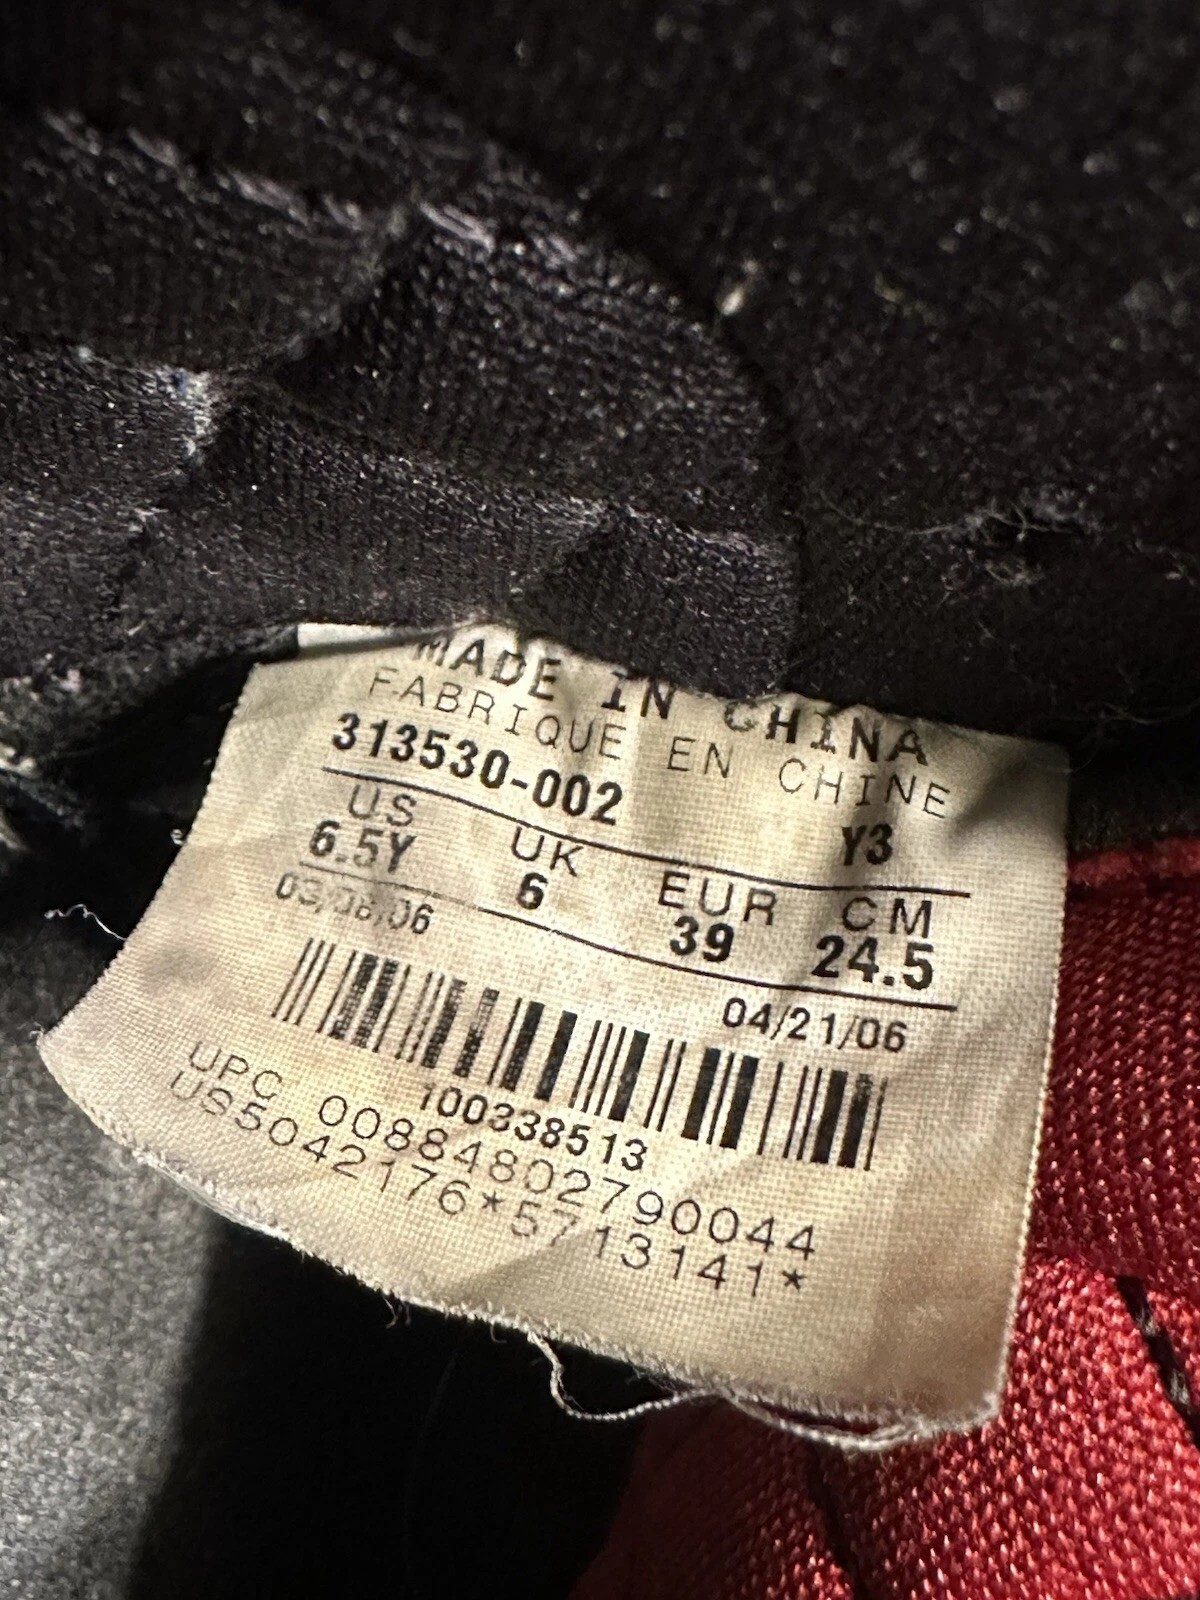 MADE IN CHINA
FABRIQUE EN CHINE
313530-002 Y3
US UK EUR CM
6.5Y 6 39 24.5
03/08/06 04/21/06
100338513
UPC 00884802790044
US5042176*5713141*